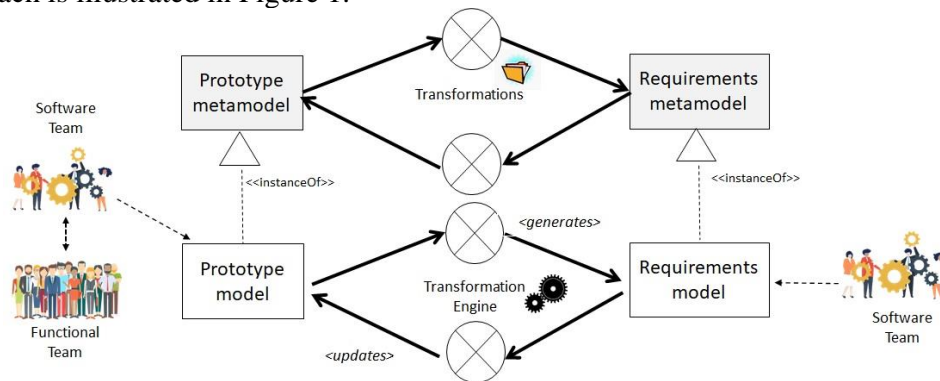 ach is illustrated in Figure 1.
Prototype
metamodel
Transformations
Requirements
metamodel
Software
Team
<<instanceOf>>
<<instanceOf>>
<generates>
Prototype
model
Transformation
Engine
Requirements
model
Functional
Team
<updates>
Software
Team